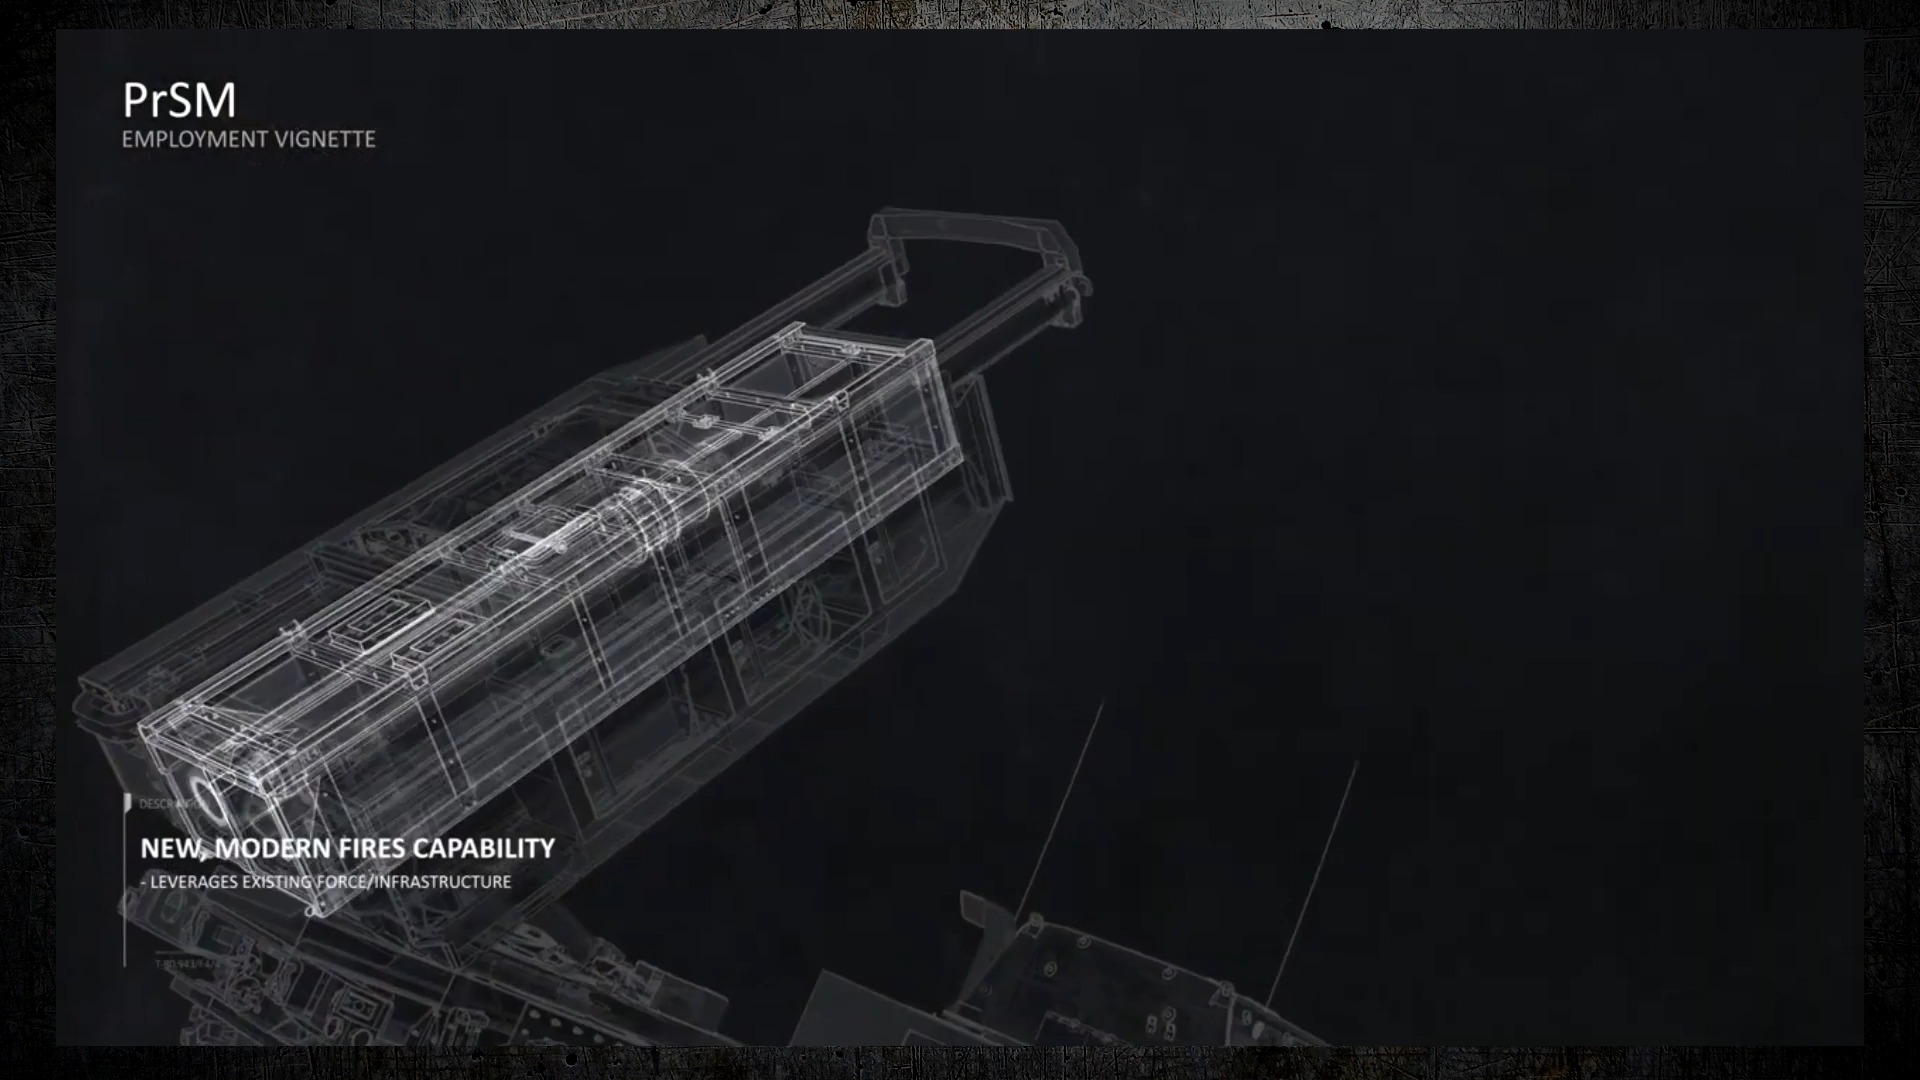 PrSM
EMPLOYMENT VIGNETTE
NEW, MODERN FIRES CAPABILITY
- LEVERAGES EXISTING FORCE/INFRASTRUCTURE